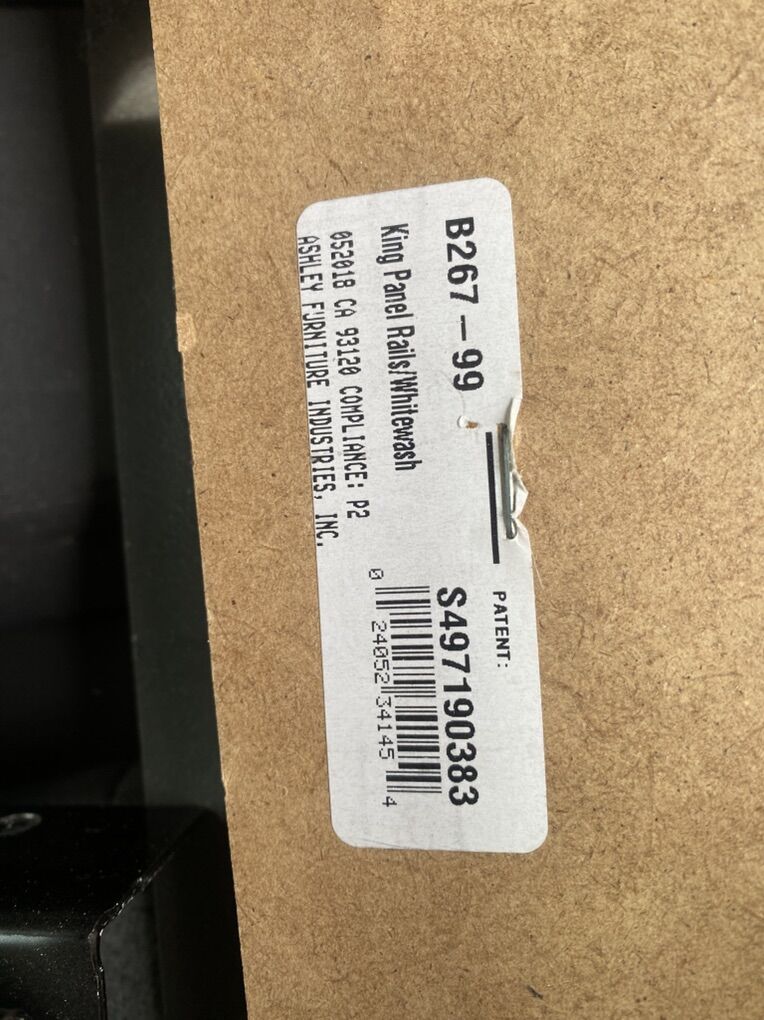 B267-99
PATENT:
S497190383
King Panel Rails/Whitewash
052018 CA 93120 COMPLIANCE: P2
ASHLEY FURNITURE INDUSTRIES, INC.
0 24052 34145 4